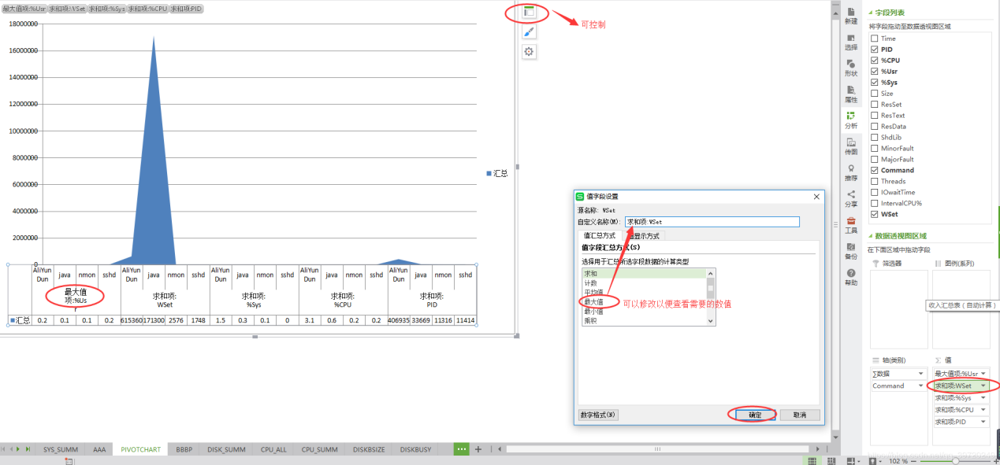 最大值项:%Usr 求和项:WSet 求和项:%Sys 求和项:%CPU 求和项:PID
18000000
16000000
14000000
12000000
10000000
8000000
6000000
4000000
2000000
0
AliYunDun java nmon sshd AliYunDun java nmon sshd AliYunDun java nmon sshd AliYunDun java nmon sshd AliYunDun java nmon sshd
最大值项:%Usr 求和项:WSet 求和项:%Sys 求和项:%CPU 求和项:PID
汇总 0.2 0.1 0.1 0.2 615360 171300 2576 1748 1.5 0.3 0.1 0 3.1 0.6 0.2 0.2 406935 33669 11316 11414
汇总
可控制
值字段设置
源名称: WSet
自定义名称(M): 求和项:WSet
值汇总方式 值显示方式
值字段汇总方式(S)
选择用于汇总所选字段数据的计算类型
求和
计数
平均值
最大值
最小值
乘积
可以修改以便查看需要的数值
数字格式(N) 确定 取消
新建
选择
形状
属性
分析
传图
推荐
分享
工具
备份
帮助
字段列表
将字段拖动至数据透视图区域
Time
PID
%CPU
%Usr
%Sys
Size
ResSet
ResText
ResData
ShdLib
MinorFault
MajorFault
Command
Threads
IOwaitTime
IntervalCPU%
WSet
数据透视图区域
在下面区域中拖动字段
筛选器 图例(系列)
收入汇总表(自动计算)
轴(类别) Σ 值
∑数据
Command
最大值项:%Usr
求和项:WSet
求和项:%Sys
求和项:%CPU
求和项:PID
SYS_SUMM AAA PIVOTCHART BBBP DISK_SUMM CPU_ALL CPU_SUMM DISKBSIZE DISKBUSY ··· +
102 % − +